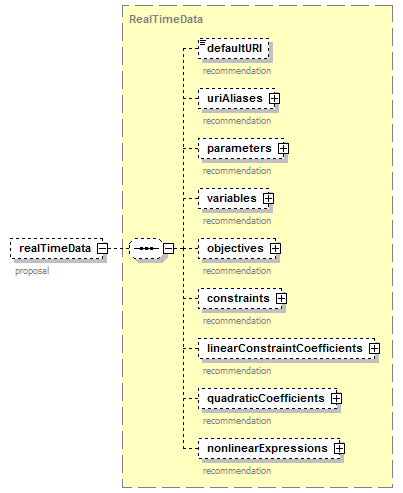 RealTimeData
defaultURI
recommendation
uriAliases
recommendation
parameters
recommendation
variables
recommendation
realTimeData
proposal
objectives
recommendation
constraints
recommendation
linearConstraintCoefficients
recommendation
quadraticCoefficients
recommendation
nonlinearExpressions
recommendation